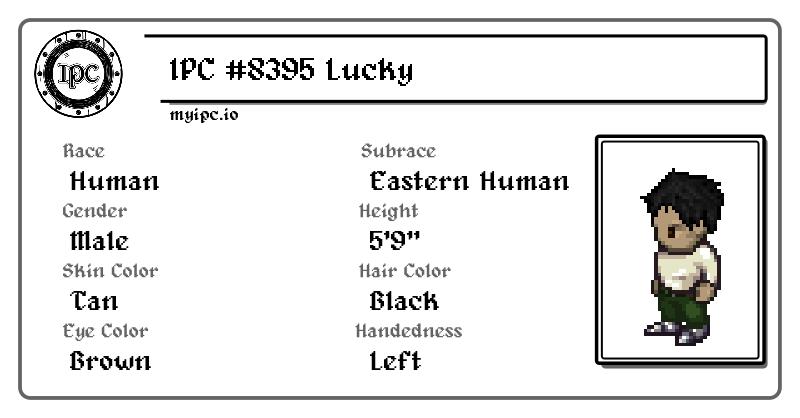 IPC
IPC #8395 Lucky
myipc.io
Race
Subrace
Human
Eastern Human
Gender
Height
Male
5'9"
Skin Color
Hair Color
Tan
Black
Eye Color
Handedness
Brown
Left